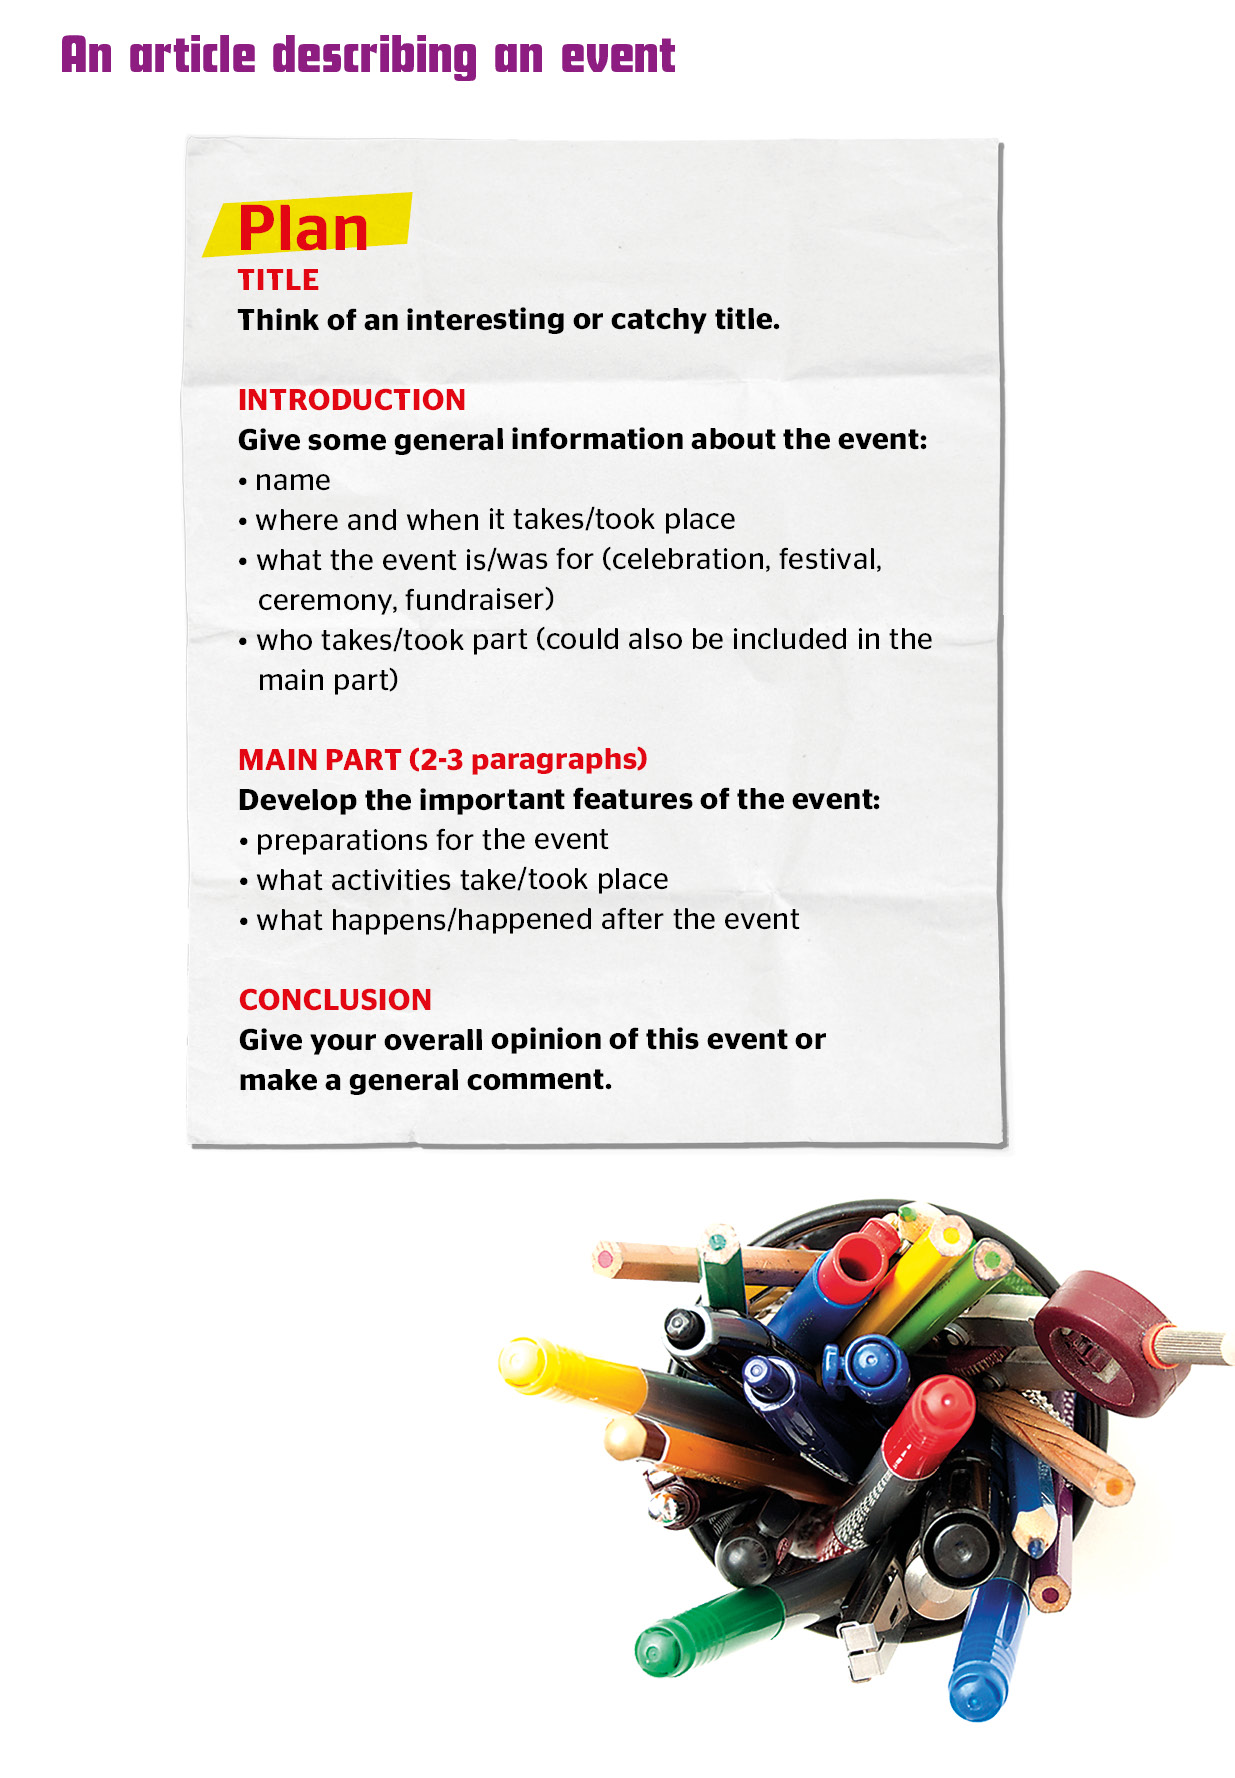 An article describing an event
Plan
TITLE
Think of an interesting or catchy title.
INTRODUCTION
Give some general information about the event:
• name
• where and when it takes/took place
• what the event is/was for (celebration, festival,
ceremony, fundraiser)
• who takes/took part (could also be included in the
main part)
MAIN PART (2-3 paragraphs)
Develop the important features of the event:
• preparations for the event
• what activities take/took place
• what happens/happened after the event
CONCLUSION
Give your overall opinion of this event or
make a general comment.